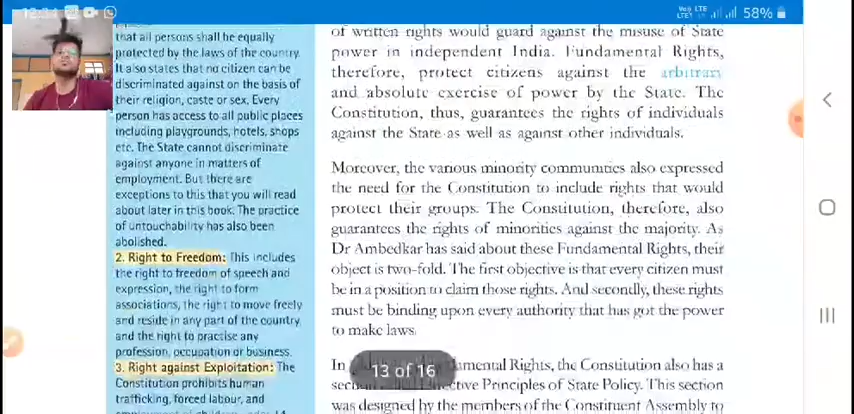 12:34
VoLTE LTE
LTE1
58%
that all persons shall be equally
protected by the laws of the country.
It also states that no citizen can be
discriminated against on the basis of
their religion, caste or sex. Every
person has access to all public places
including playgrounds, hotels, shops
etc. The State cannot discriminate
against anyone in matters of
employment. But there are
exceptions to this that you will read
about later in this book. The practice
of untouchability has also been
abolished.
2. Right to Freedom: This includes
the right to freedom of speech and
expression, the right to form
associations, the right to move freely
and reside in any part of the country,
and the right to practise any
profession, occupation or business.
3. Right against Exploitation: The
Constitution prohibits human
trafficking, forced labour, and
of written rights would guard against the misuse of State
power in independent India. Fundamental Rights,
therefore, protect citizens against the arbitrary
and absolute exercise of power by the State. The
Constitution, thus, guarantees the rights of individuals
against the State as well as against other individuals.
Moreover, the various minority communities also expressed
the need for the Constitution to include rights that would
protect their groups. The Constitution, therefore, also
guarantees the rights of minorities against the majority. As
Dr Ambedkar has said about these Fundamental Rights, their
object is two-fold. The first objective is that every citizen must
be in a position to claim those rights. And secondly, these rights
must be binding upon every authority that has got the power
to make laws.
In damental Rights, the Constitution also has a
sec ective Principles of State Policy. This section
was designed by the members of the Constituent Assembly to
13 of 16